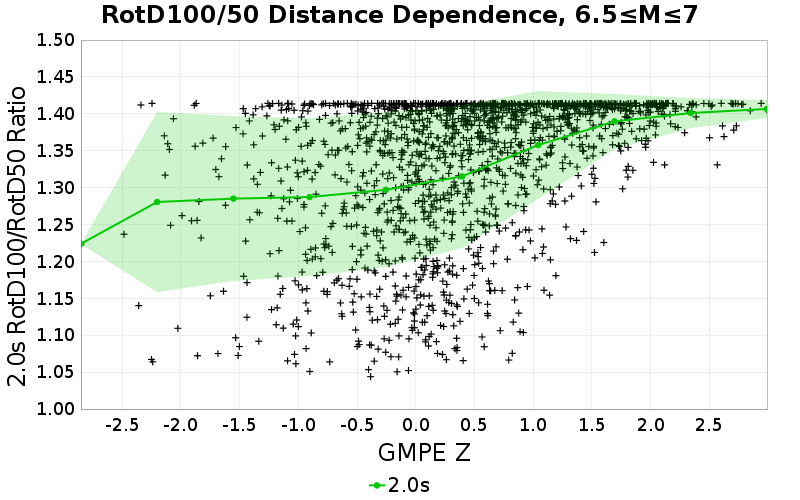 RotD100/50 Distance Dependence, 6.5≤M≤7
2.0s RotD100/RotD50 Ratio
1.50
1.45
1.40
1.35
1.30
1.25
1.20
1.15
1.10
1.05
1.00
-2.5 -2.0 -1.5 -1.0 -0.5 0.0 0.5 1.0 1.5 2.0 2.5
GMPE Z
2.0s